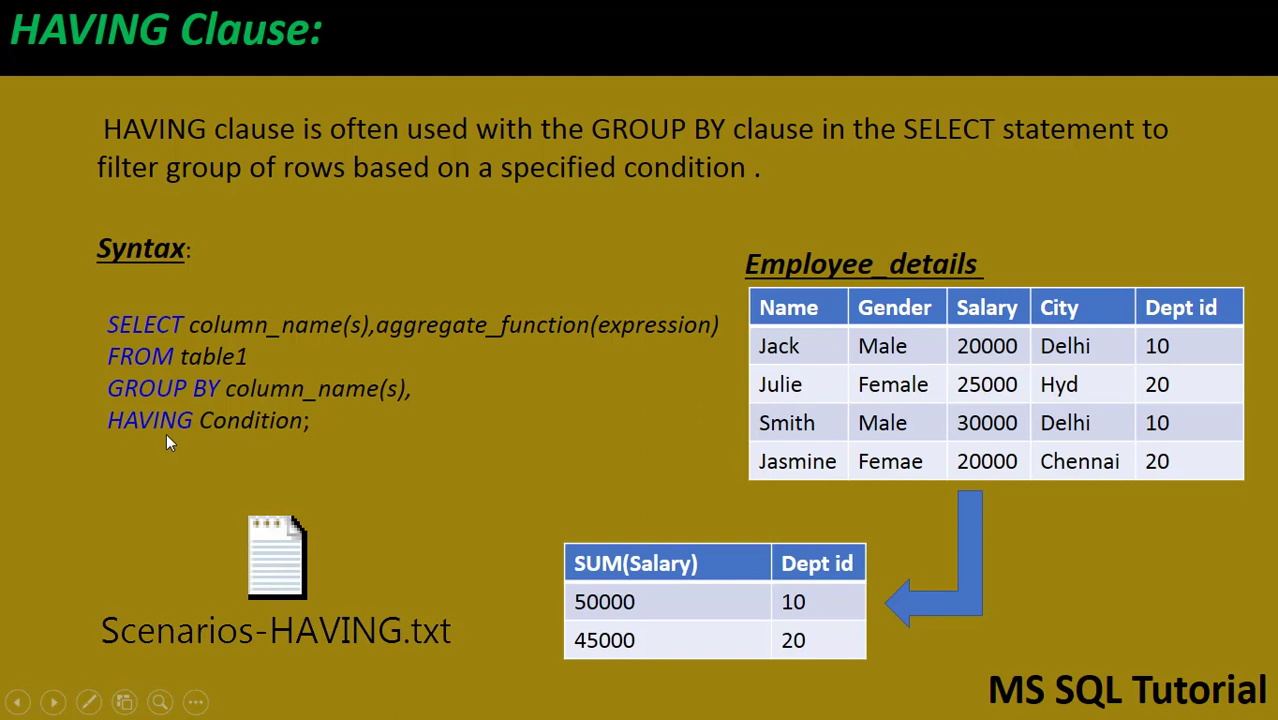 HAVING Clause:
HAVING clause is often used with the GROUP BY clause in the SELECT statement to
filter group of rows based on a specified condition .
Syntax:
SELECT column_name(s),aggregate_function(expression)
FROM table1
GROUP BY column_name(s),
HAVING Condition;
Scenarios-HAVING.txt
Employee_details
Name Gender Salary City Dept id
Jack Male 20000 Delhi 10
Julie Female 25000 Hyd 20
Smith Male 30000 Delhi 10
Jasmine Femae 20000 Chennai 20
SUM(Salary) Dept id
50000 10
45000 20
MS SQL Tutorial